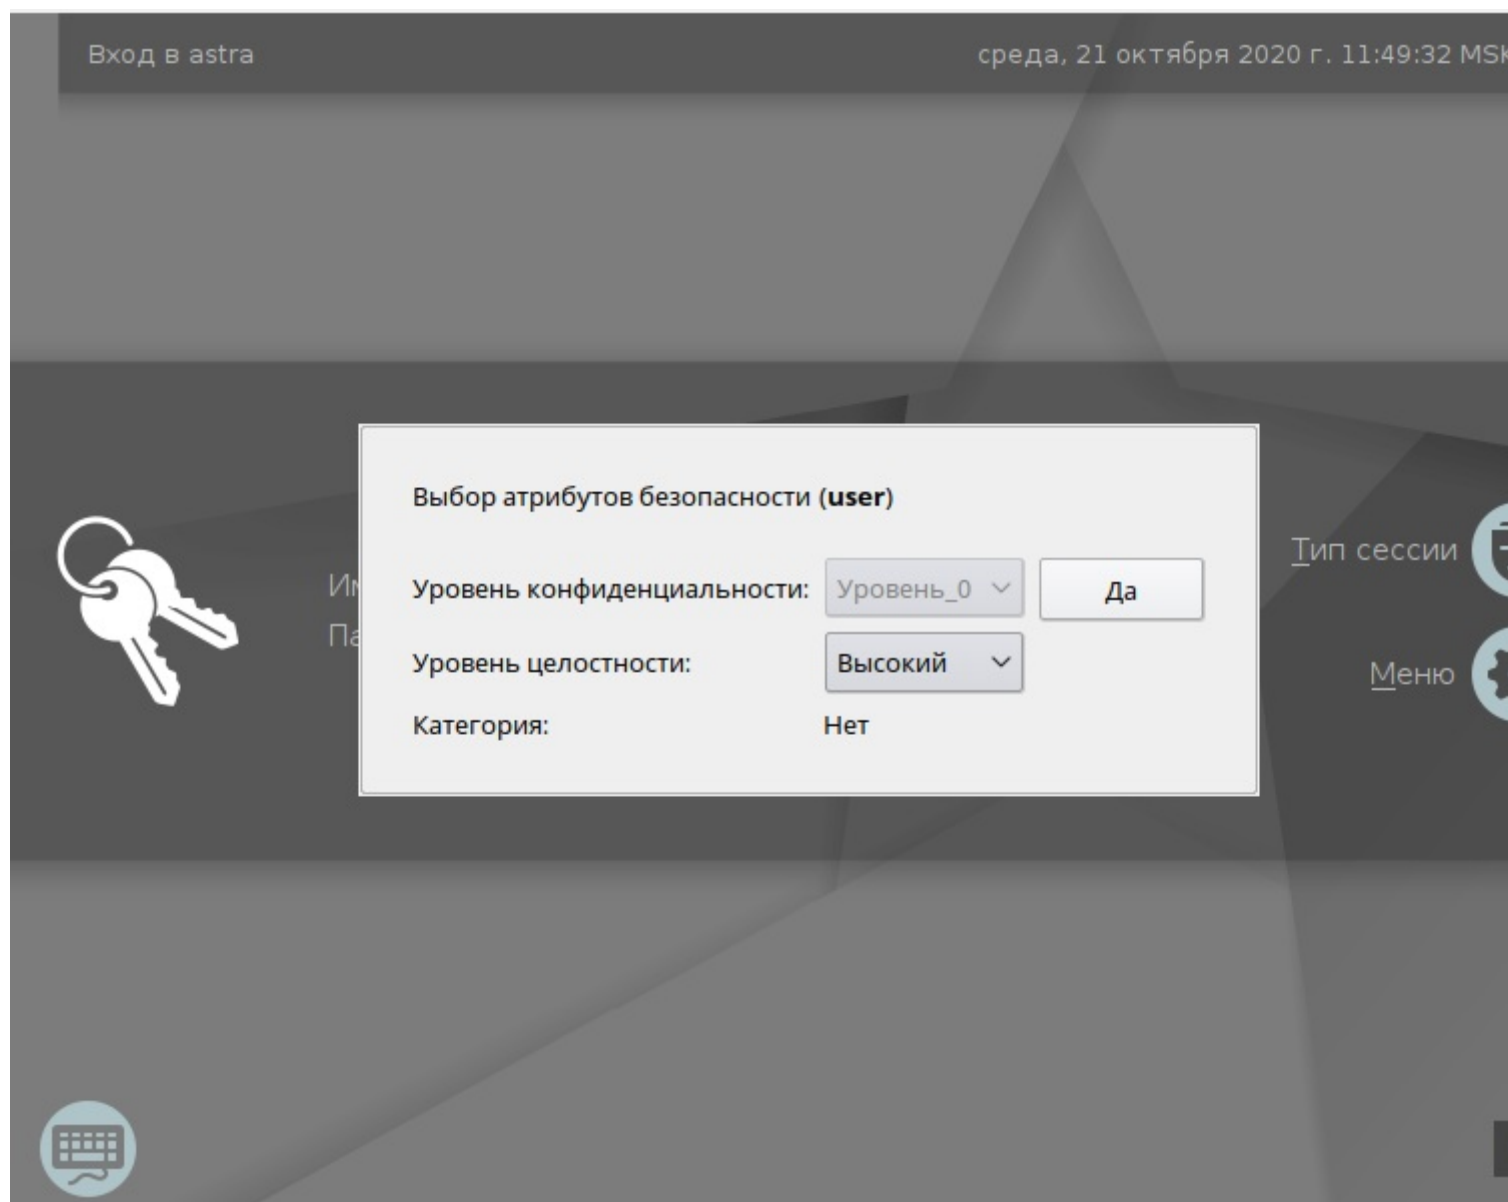 Вход в astra
среда, 21 октября 2020 г. 11:49:32 MSK
Выбор атрибутов безопасности (user)
Уровень конфиденциальности: Уровень_0 Да
Уровень целостности: Высокий
Категория: Нет
Тип сессии
Меню